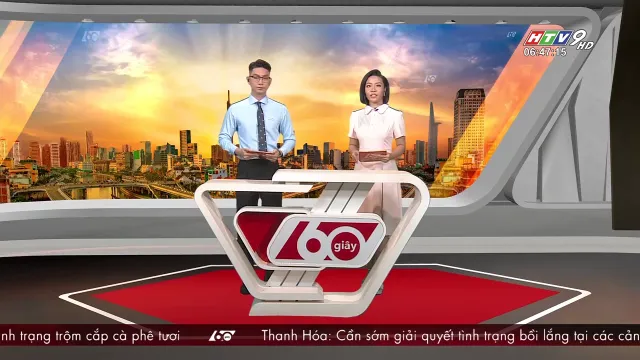 HTV9 HD
06:47:15
60 giây
nh trạng trộm cắp cà phê tươi 60 Thanh Hóa: Cần sớm giải quyết tình trạng bồi lắng tại các cản